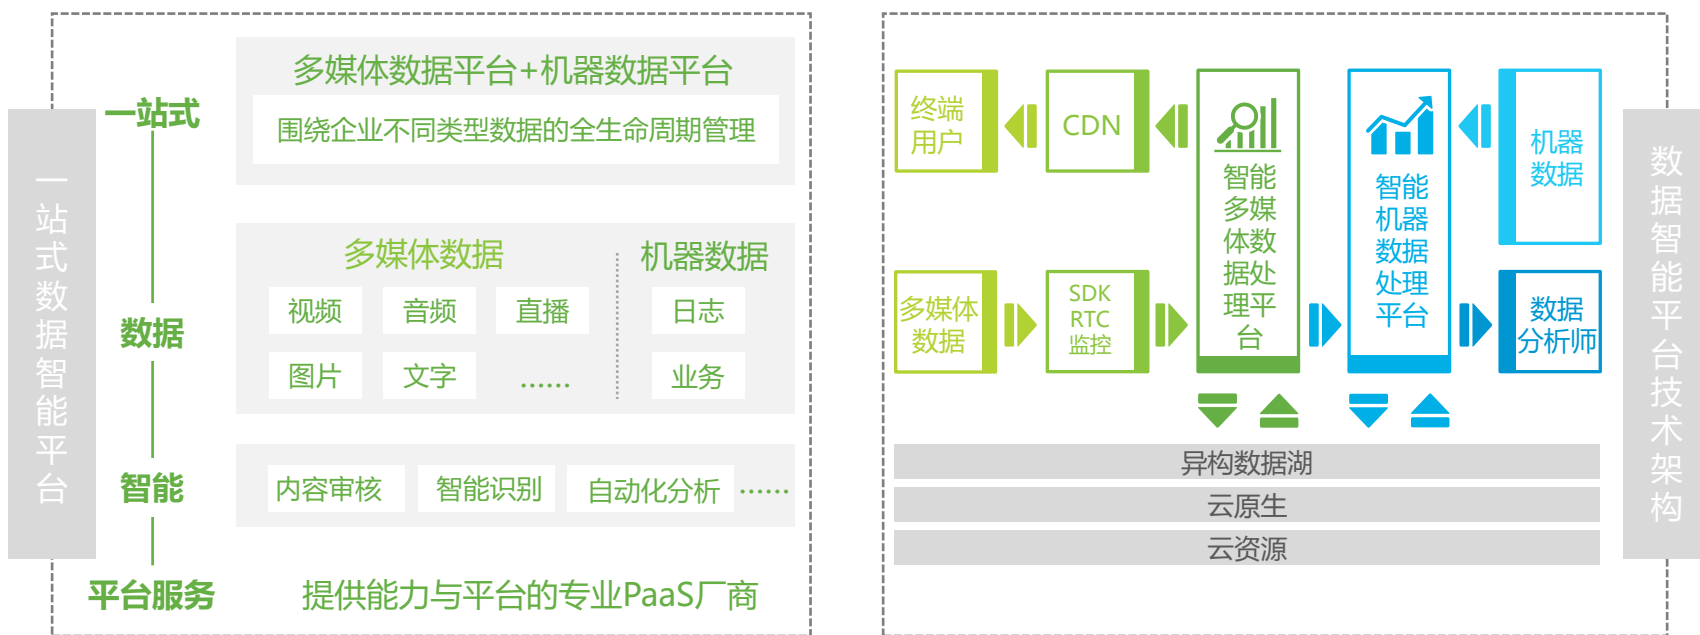 一站式数据智能平台
一站式
多媒体数据平台+机器数据平台
围绕企业不同类型数据的全生命周期管理
数据
多媒体数据
机器数据
视频
音频
直播
日志
图片
文字
......
业务
智能
内容审核
智能识别
自动化分析
......
平台服务
提供能力与平台的专业PaaS厂商
终端
用户
CDN
智能
多媒
体数
据处
理平
台
智能
机器
数据
处理
平台
机器
数据
多媒体
数据
SDK
RTC
监控
数据
分析师
异构数据湖
云原生
云资源
数据智能平台技术架构